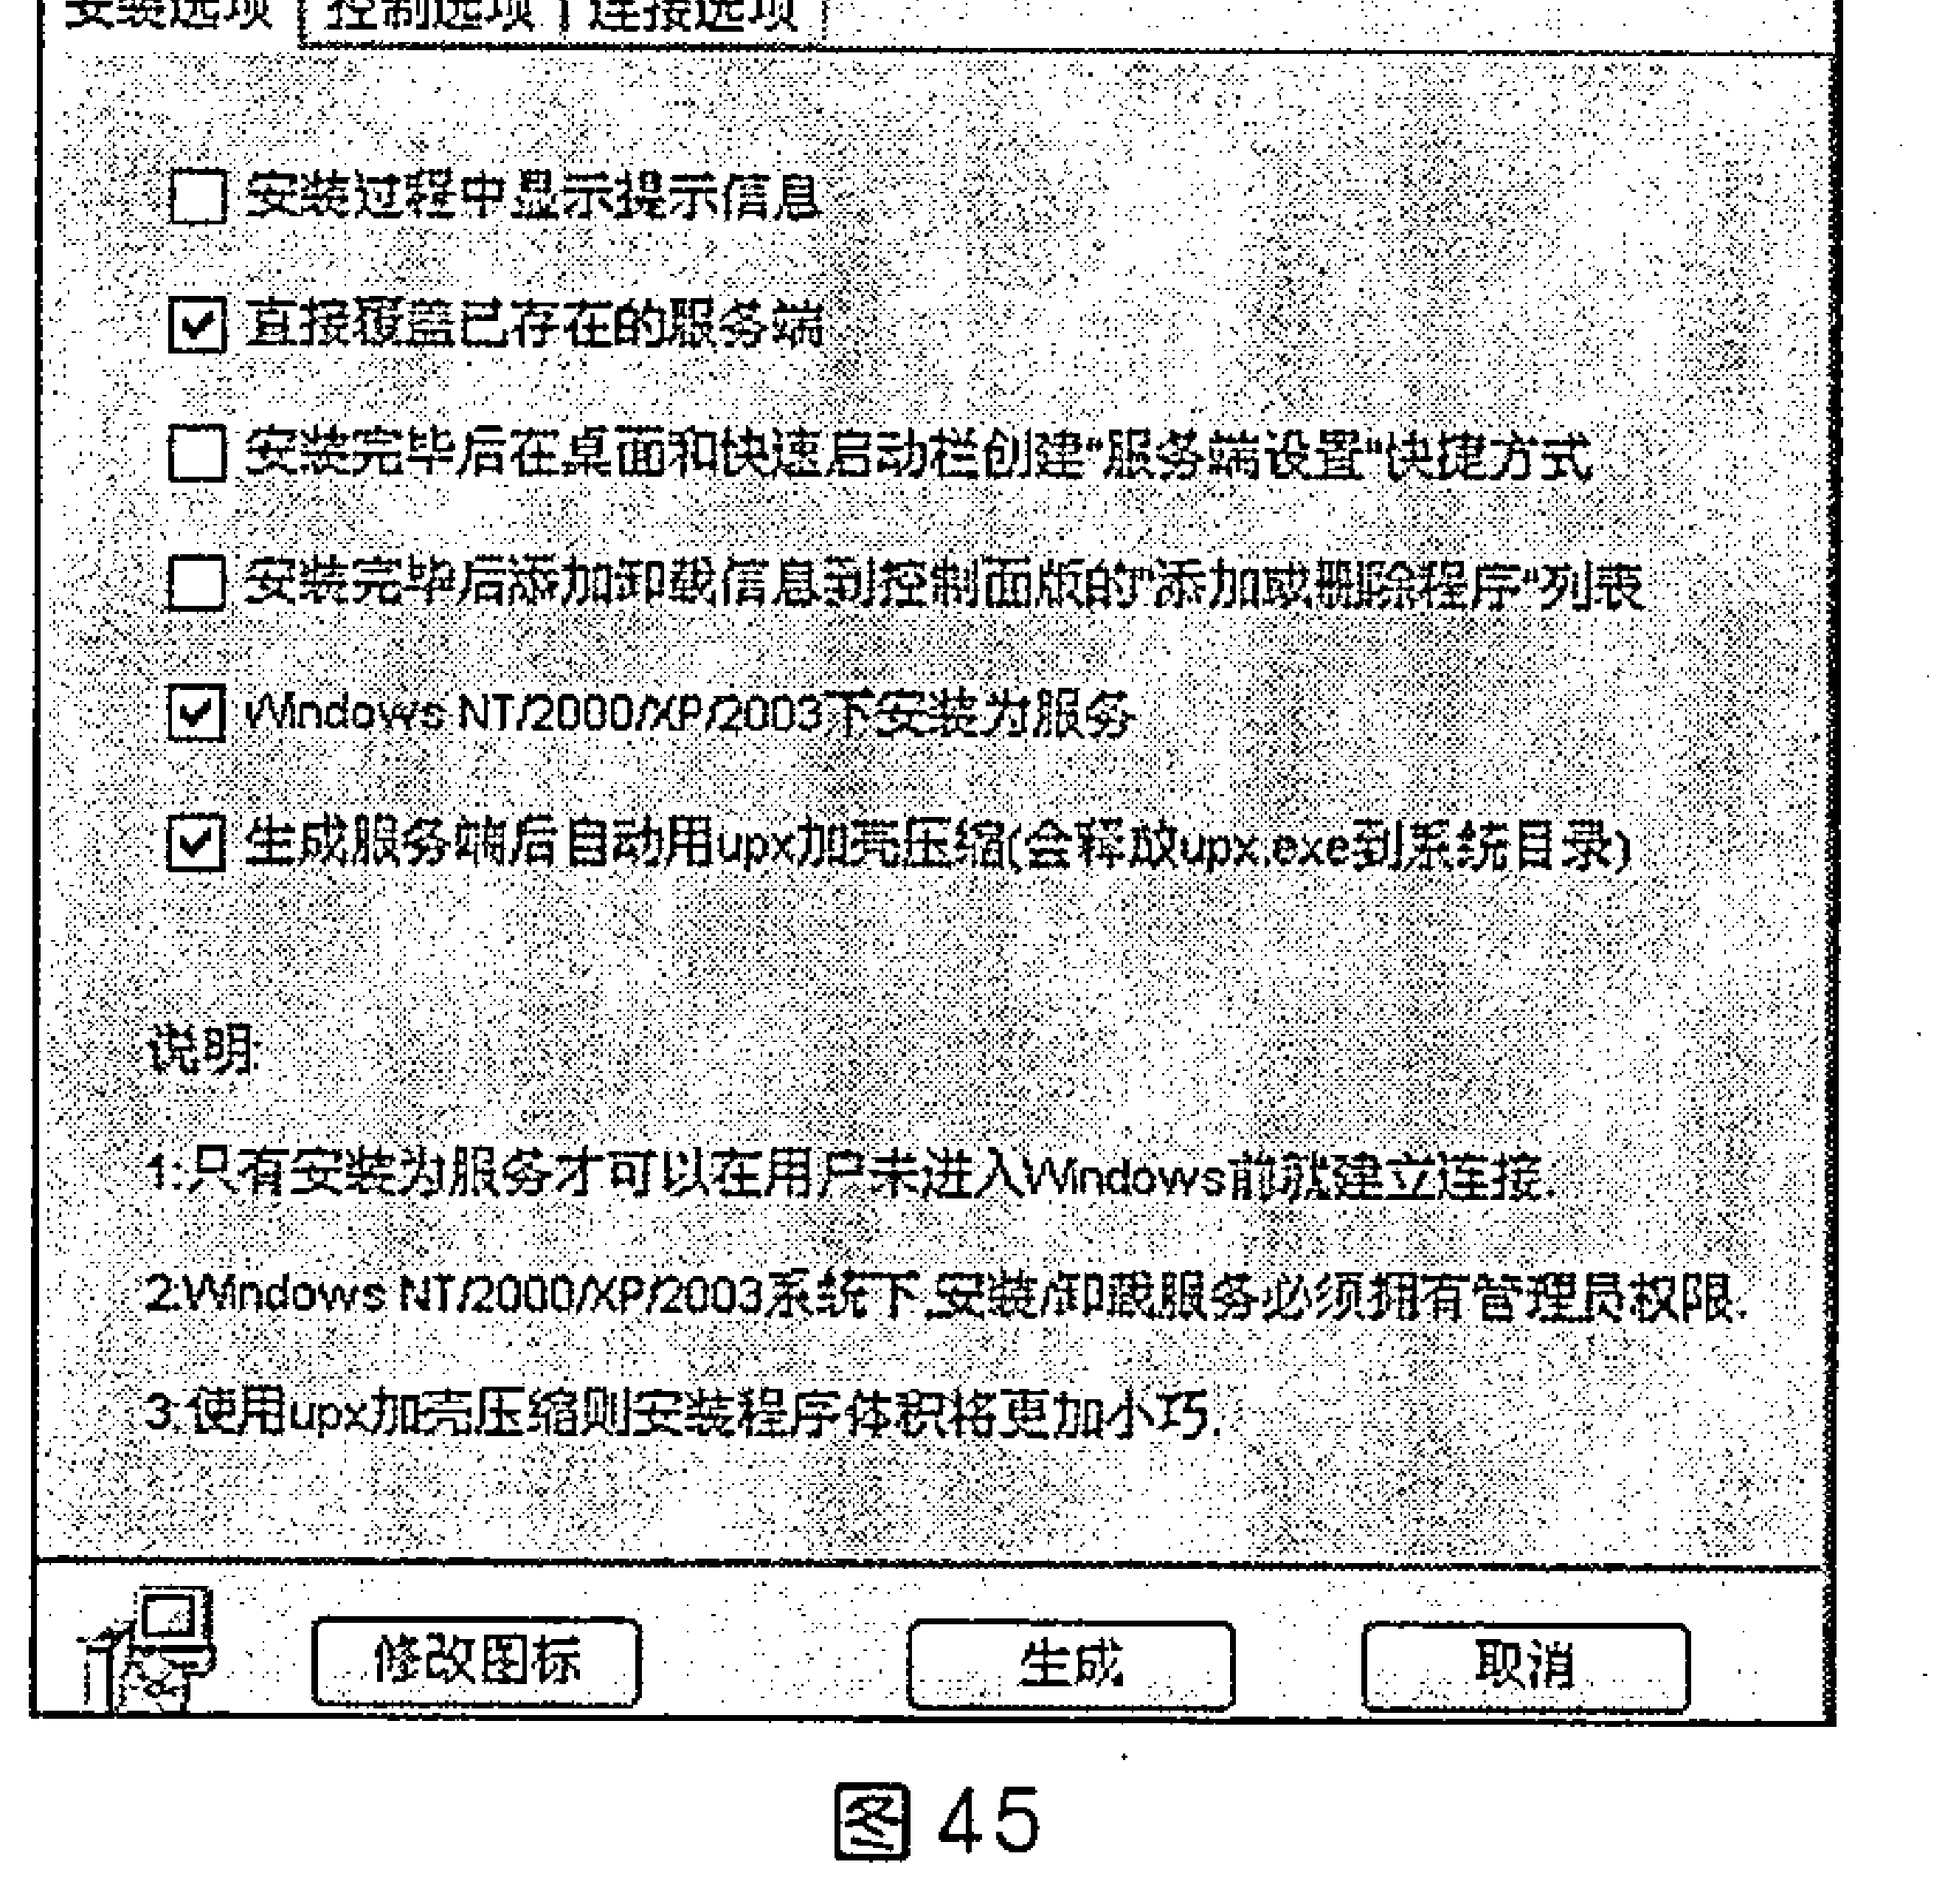 安装选项 控制选项 连接选项
安装过程中显示提示信息
直接覆盖已存在的服务端
安装完毕后在桌面和快速启动栏创建"服务端设置"快捷方式
安装完毕后添加卸载信息到控制面版的"添加或删除程序"列表
Windows NT/2000/XP/2003下安装为服务
生成服务端后自动用upx加壳压缩(会释放upx.exe到系统目录)
说明:
1:只有安装为服务才可以在用户未进入Windows前就建立连接.
2:Windows NT/2000/XP/2003系统下,安装/卸载服务必须拥有管理员权限.
3:使用upx加壳压缩则安装程序体积将更加小巧.
修改图标 生成 取消
图 45